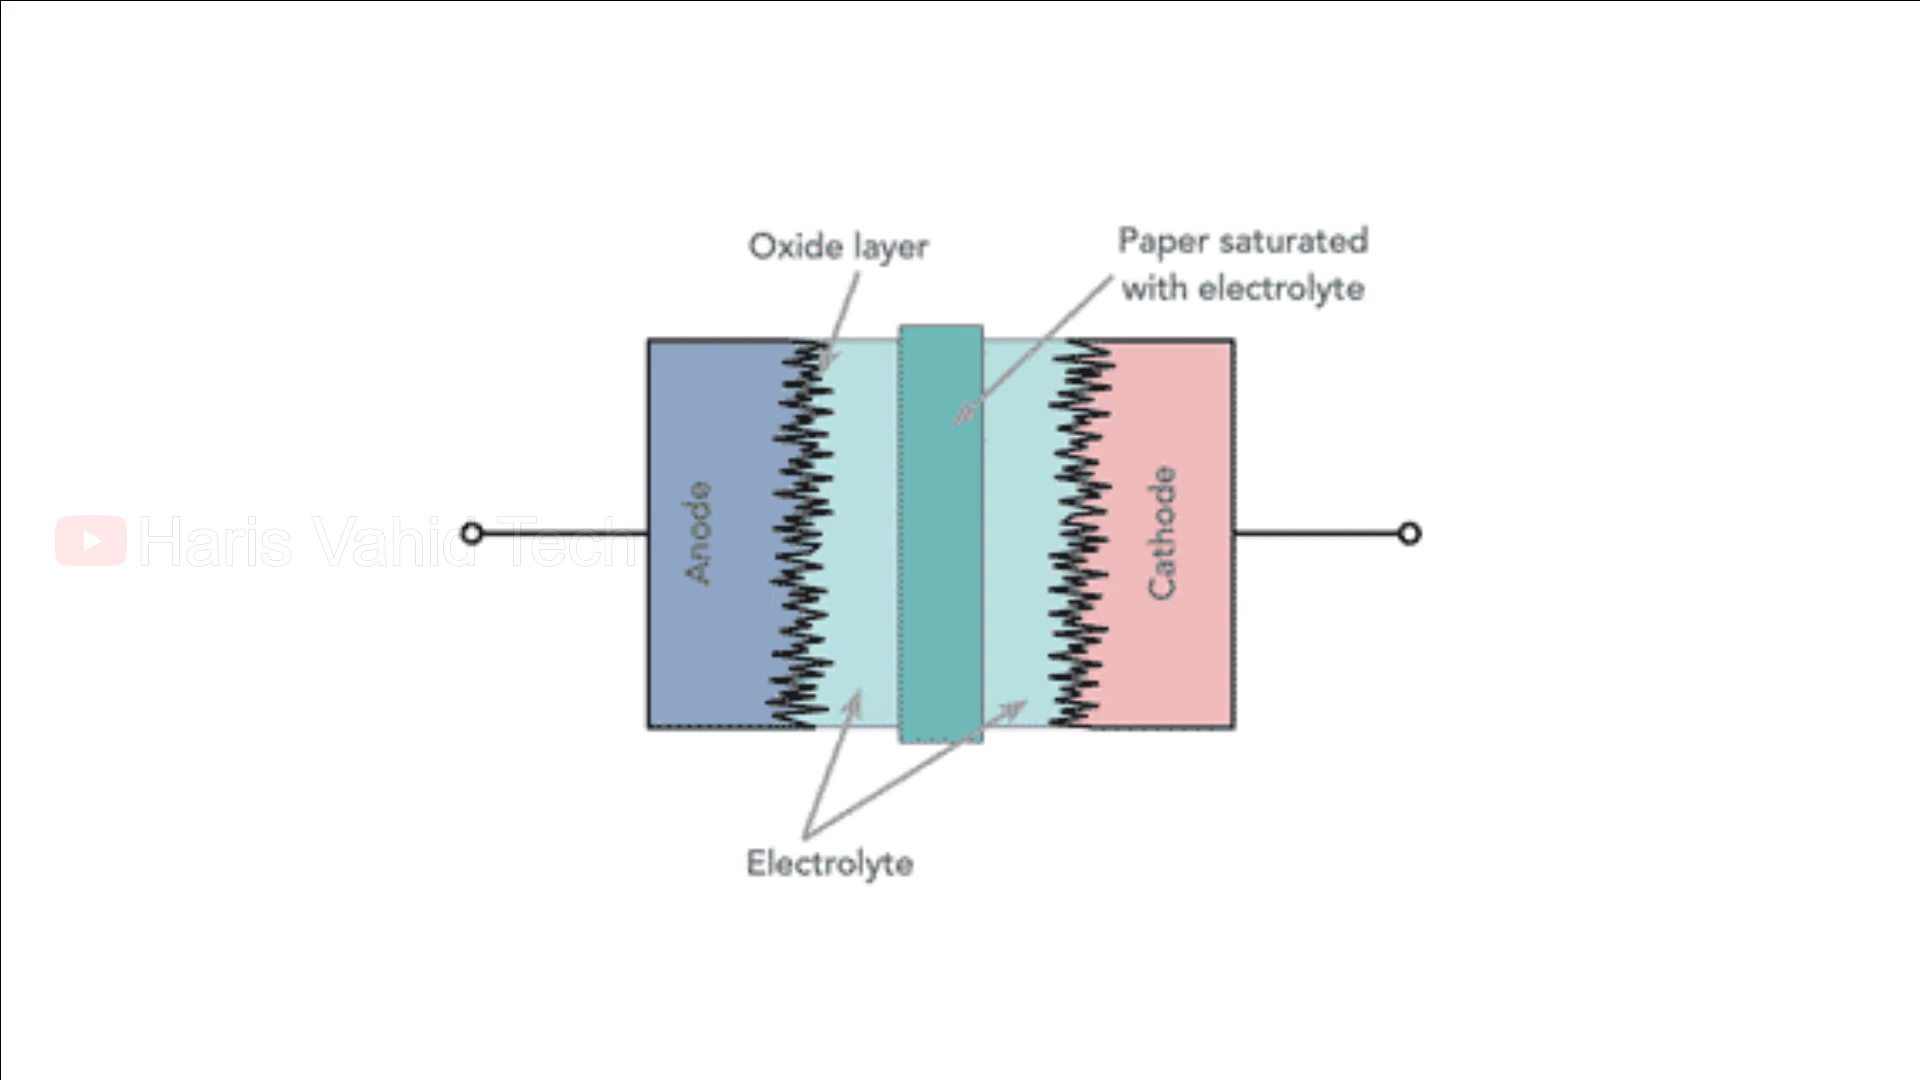 Oxide layer
Paper saturated
with electrolyte
Anode
Cathode
Haris Vahid Tech
Electrolyte